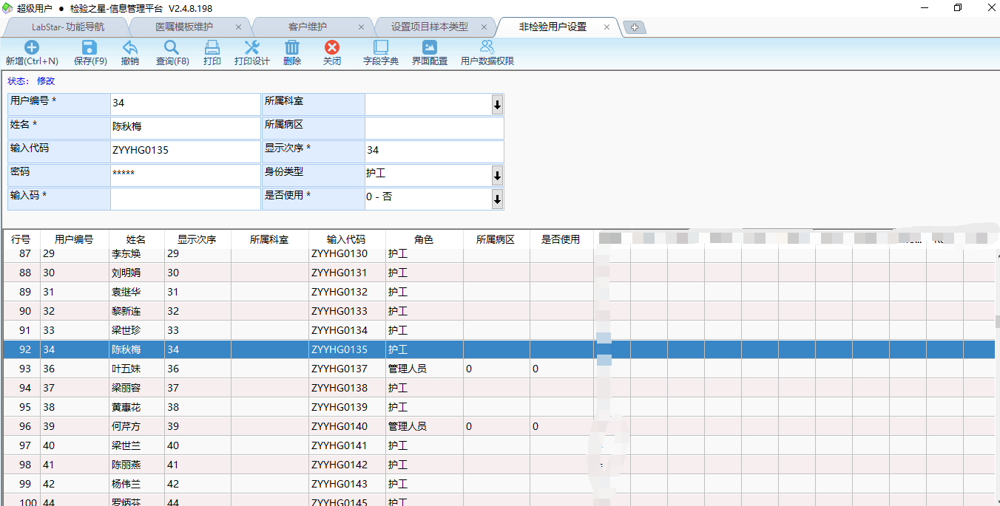 超级用户 ● 检验之星-信息管理平台 V2.4.8.198
LabStar- 功能导航 医嘱模板维护 × 客户维护 × 设置项目样本类型 × 非检验用户设置 ×
新增(Ctrl+N) 保存(F9) 撤销 查询(F8) 打印 打印设计 删除 关闭 字段字典 界面配置 用户数据权限
状态: 修改
用户编号 * 34 所属科室
姓名 * 陈秋梅 所属病区
输入代码 ZYYHG0135 显示次序 * 34
密码 ***** 身份类型 护工
输入码 * 是否使用 * 0 - 否
行号 用户编号 姓名 显示次序 所属科室 输入代码 角色 所属病区 是否使用
87 29 李东焕 29 ZYYHG0130 护工
88 30 刘明娟 30 ZYYHG0131 护工
89 31 袁继华 31 ZYYHG0132 护工
90 32 黎新连 32 ZYYHG0133 护工
91 33 梁世珍 33 ZYYHG0134 护工
92 34 陈秋梅 34 ZYYHG0135 护工
93 36 叶五妹 36 ZYYHG0137 管理人员 0 0
94 37 梁丽容 37 ZYYHG0138 护工
95 38 黄惠花 38 ZYYHG0139 护工
96 39 何芹方 39 ZYYHG0140 管理人员 0 0
97 40 梁世兰 40 ZYYHG0141 护工
98 41 陈丽燕 41 ZYYHG0142 护工
99 42 杨伟兰 42 ZYYHG0143 护工
100 44 罗炳芬 44 ZYYHG0145 护工